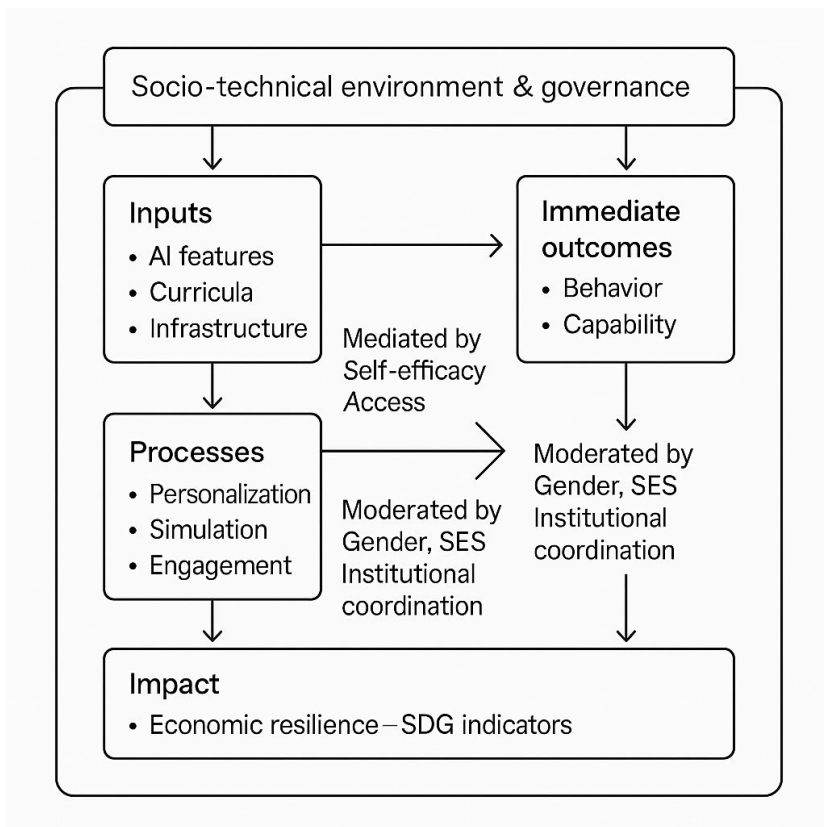 Socio-technical environment & governance
Inputs
• AI features
• Curricula
• Infrastructure
Immediate
outcomes
• Behavior
• Capability
Mediated by
Self-efficacy
Access
Processes
• Personalization
• Simulation
• Engagement
Moderated by
Gender, SES
Institutional
coordination
Moderated by
Gender, SES
Institutional
coordination
Impact
• Economic resilience – SDG indicators